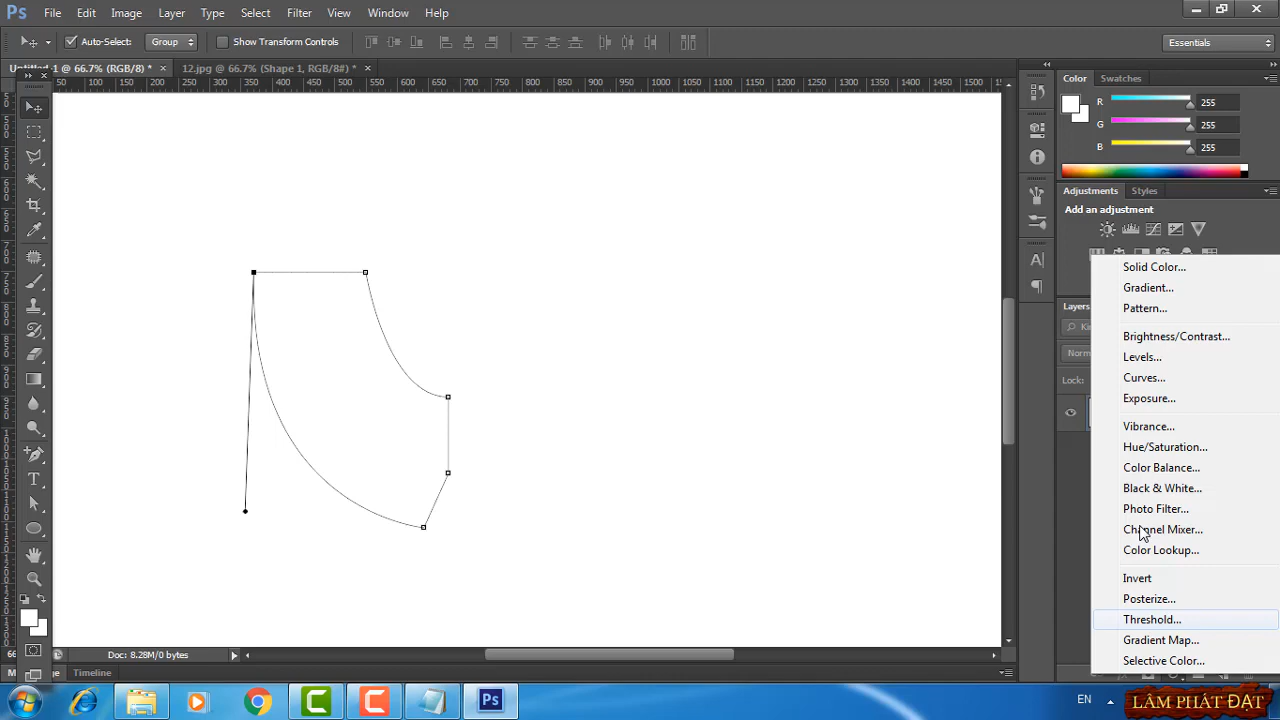 Ps File Edit Image Layer Type Select Filter View Window Help
Auto-Select: Group Show Transform Controls Essentials
Untitled-1 @ 66.7% (RGB/8) * × 12.jpg @ 66.7% (Shape 1, RGB/8#) * ×
50 100 150 200 250 300 350 400 450 500 550 600 650 700 750 800 850 900 950 1000 1050 1100 1150 1200 1250 1300 1350 1400 1450
Color Swatches
R 255
G 255
B 255
Adjustments Styles
Add an adjustment
Solid Color...
Gradient...
Pattern...
Layers
Brightness/Contrast...
Norm
Levels...
Lock:
Curves...
Exposure...
Vibrance...
Hue/Saturation...
Color Balance...
Black & White...
Photo Filter...
Channel Mixer...
Color Lookup...
Invert
Posterize...
Threshold...
Gradient Map...
Selective Color...
Doc: 8.28M/0 bytes
Timeline
EN LÂM PHÁT ĐẠT